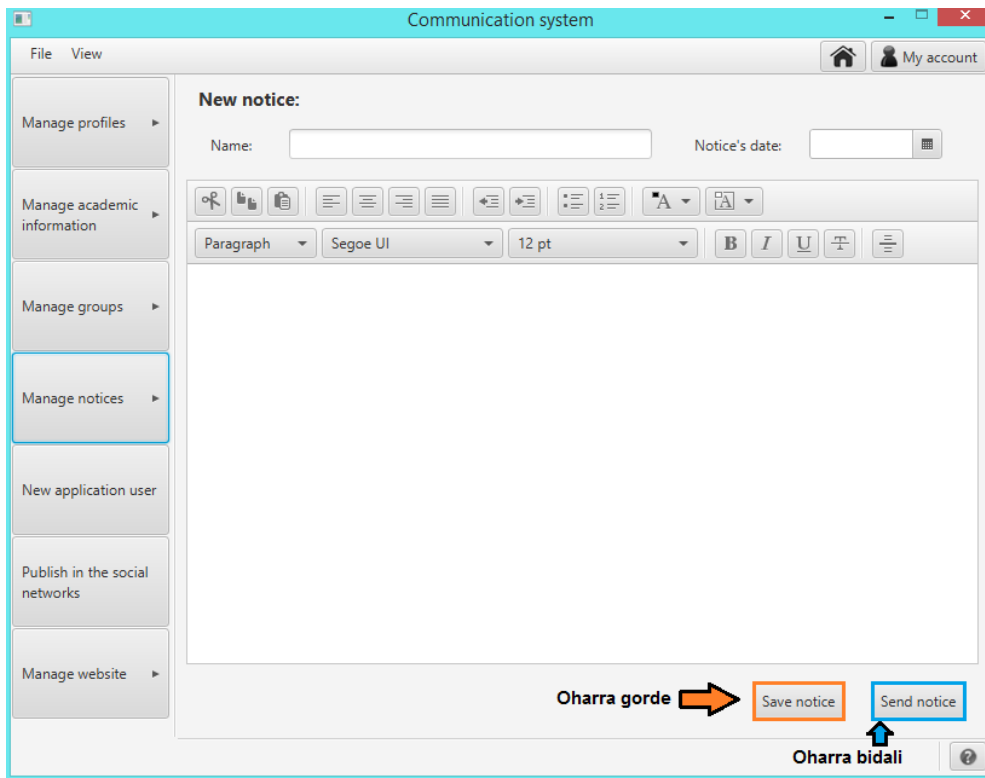 Communication system
File View
My account
Manage profiles
Manage academic
information
Manage groups
Manage notices
New application user
Publish in the social
networks
Manage website
New notice:
Name:
Notice's date:
Paragraph
Segoe UI
12 pt
B I U T
Oharra gorde
Save notice
Send notice
Oharra bidali